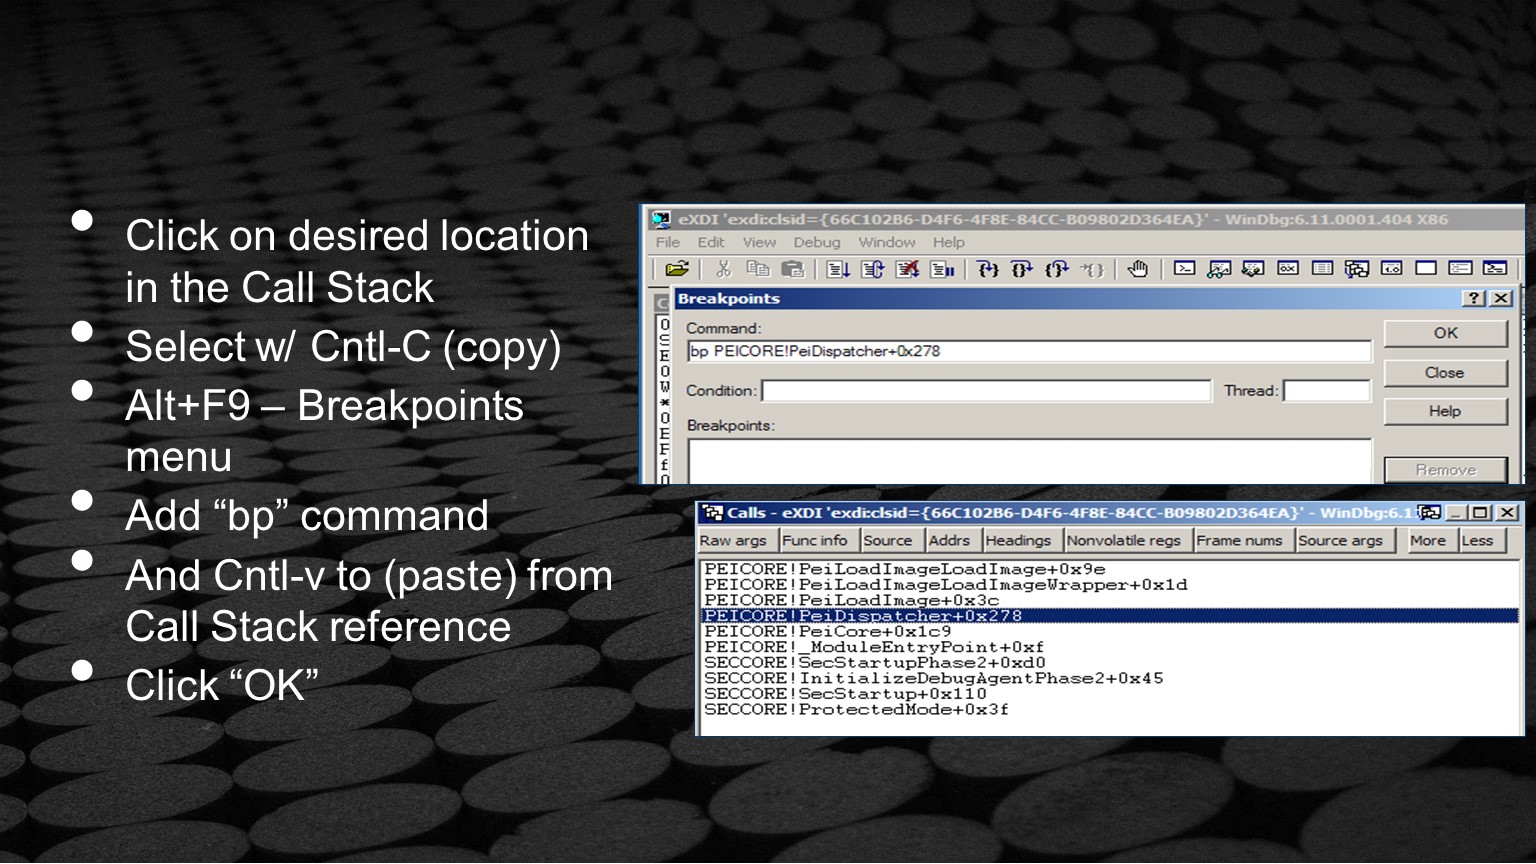 • Click on desired location
in the Call Stack
• Select w/ Cntl-C (copy)
• Alt+F9 – Breakpoints
menu
• Add “bp” command
• And Cntl-v to (paste) from
Call Stack reference
• Click “OK”
eXDI 'exdi:clsid={66C102B6-D4F6-4F8E-84CC-B09802D364EA}' - WinDbg:6.11.0001.404 X86
File Edit View Debug Window Help
Breakpoints
Command:
OK
bp PEICORE!PeiDispatcher+0x278
Close
Condition: Thread:
Help
Breakpoints:
Remove
Calls - eXDI 'exdi:clsid={66C102B6-D4F6-4F8E-84CC-B09802D364EA}' - WinDbg:6.1
Raw args Func info Source Addrs Headings Nonvolatile regs Frame nums Source args More Less
PEICORE!PeiLoadImageLoadImage+0x9e
PEICORE!PeiLoadImageLoadImageWrapper+0x1d
PEICORE!PeiLoadImage+0x3c
PEICORE!PeiDispatcher+0x278
PEICORE!PeiCore+0x1c9
PEICORE!_ModuleEntryPoint+0xf
SECCORE!SecStartupPhase2+0xd0
SECCORE!InitializeDebugAgentPhase2+0x45
SECCORE!SecStartup+0x110
SECCORE!ProtectedMode+0x3f